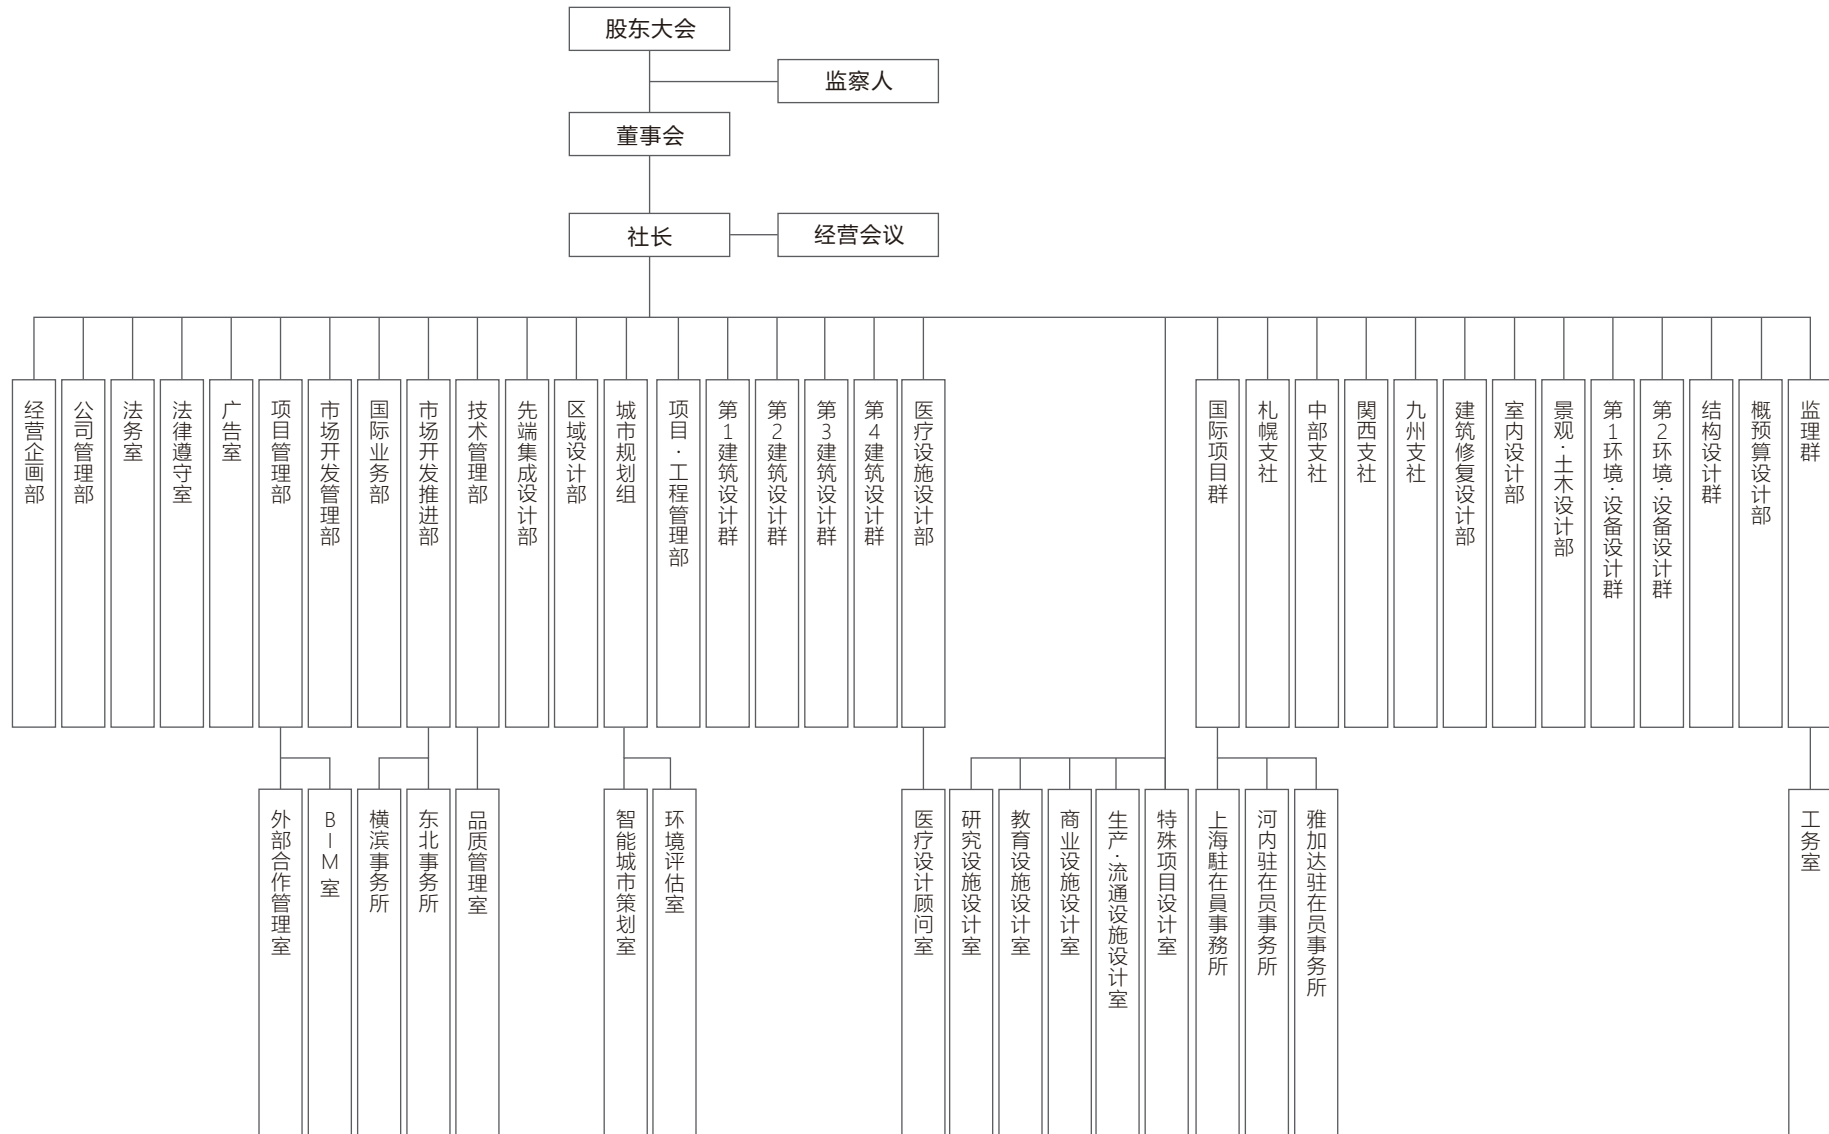 股东大会
监察人
董事会
社长
经营会议
经营企画部
公司管理部
法务室
法律遵守室
广告室
项目管理部
市场开发管理部
国际业务部
市场开发推进部
技术管理部
先端集成设计部
区域设计部
城市规划组
项目·工程管理部
第1建筑设计群
第2建筑设计群
第3建筑设计群
第4建筑设计群
医疗设施设计部
国际项目群
札幌支社
中部支社
関西支社
九州支社
建筑修复设计部
室内设计部
景观·土木设计部
第1环境·设备设计群
第2环境·设备设计群
结构设计群
概预算设计部
监理群
外部合作管理室
BIM室
横滨事务所
东北事务所
品质管理室
智能城市策划室
环境评估室
医疗设计顾问室
研究设施设计室
教育设施设计室
商业设施设计室
生产·流通设施设计室
特殊项目设计室
上海駐在員事務所
河内驻在员事务所
雅加达驻在员事务所
工务室